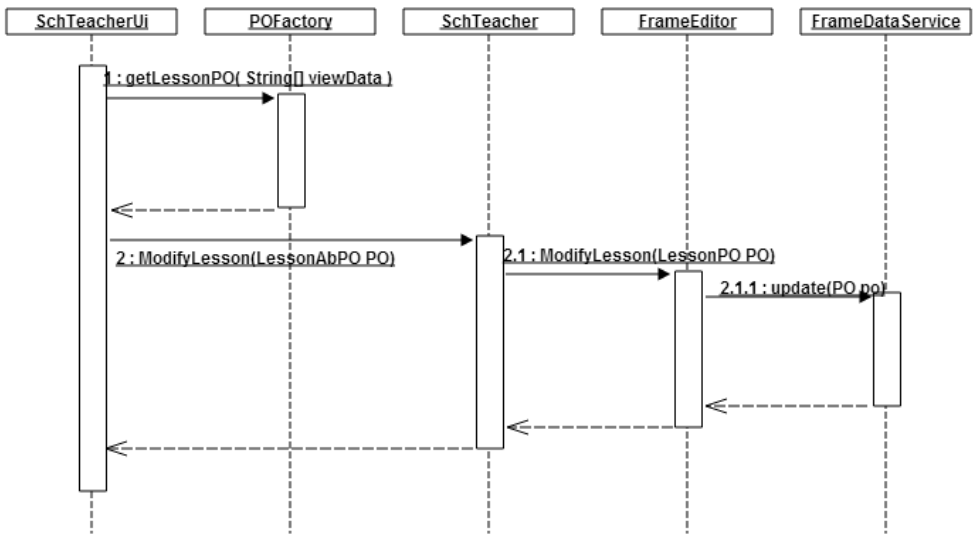 SchTeacherUi
POFactory
SchTeacher
FrameEditor
FrameDataService
1 : getLessonPO( String[] viewData )
2 : ModifyLesson(LessonAbPO PO)
2.1 : ModifyLesson(LessonPO PO)
2.1.1 : update(PO po)